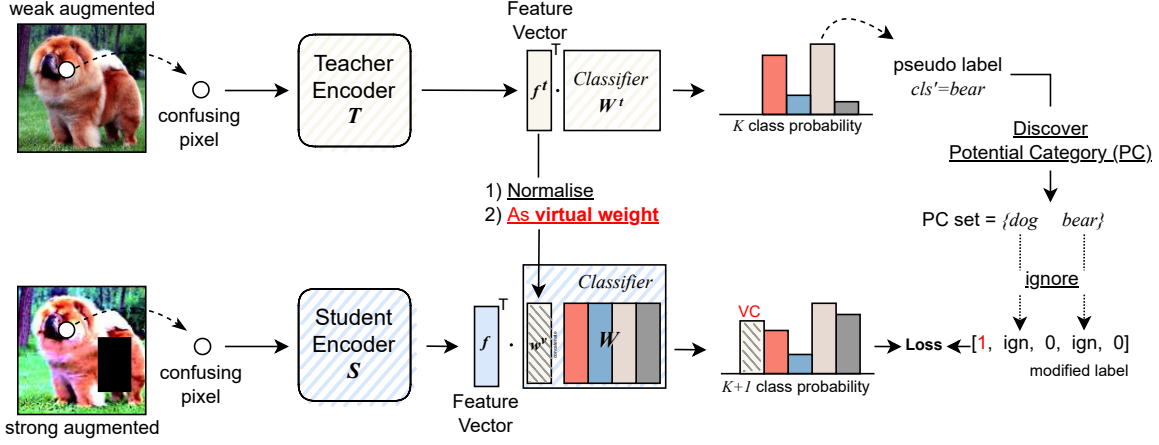 weak augmented
confusing
pixel
Teacher
Encoder
T
Feature
Vector
T
f^t
·
Classifier
W^t
K class probability
pseudo label
cls'=bear
Discover
Potential Category (PC)
1) Normalise
2) As virtual weight
PC set = {dog bear}
ignore
strong augmented
confusing
pixel
Student
Encoder
S
T
f
·
Feature
Vector
Classifier
w^v
concatenate
W
VC
K+1 class probability
Loss
[1, ign, 0, ign, 0]
modified label